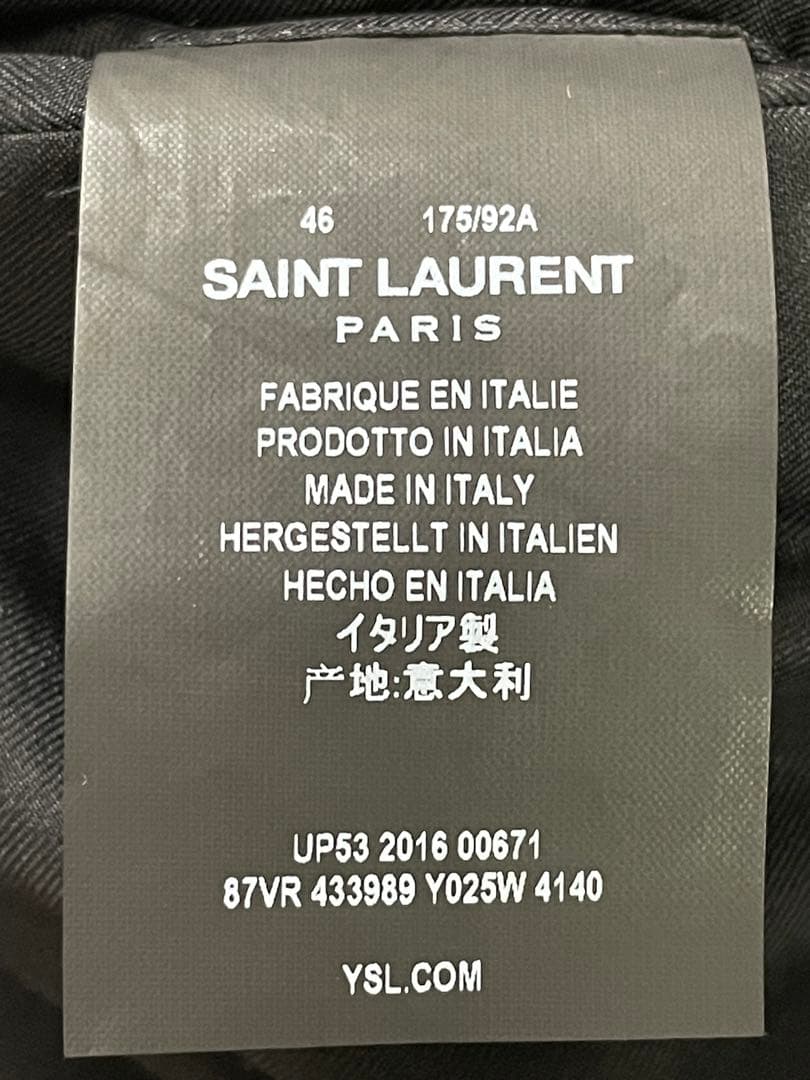 46 175/92A
SAINT LAURENT
PARIS
FABRIQUE EN ITALIE
PRODOTTO IN ITALIA
MADE IN ITALY
HERGESTELLT IN ITALIEN
HECHO EN ITALIA
イタリア製
产地:意大利
UP53 2016 00671
87VR 433989 Y025W 4140
YSL.COM